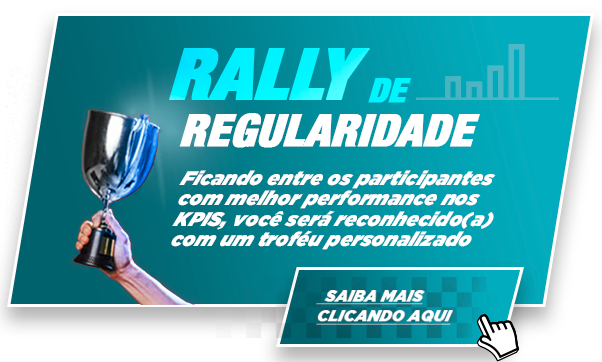 RALLY DE
REGULARIDADE
Ficando entre os participantes
com melhor performance nos
KPIS, você será reconhecido(a)
com um troféu personalizado
SAIBA MAIS
CLICANDO AQUI